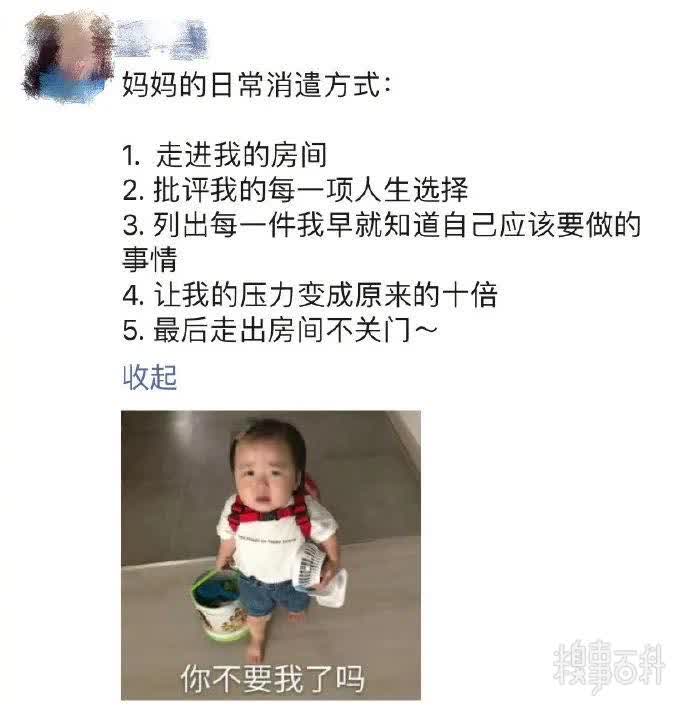 妈妈的日常消遣方式：
1. 走进我的房间
2. 批评我的每一项人生选择
3. 列出每一件我早就知道自己应该要做的
事情
4. 让我的压力变成原来的十倍
5. 最后走出房间不关门～
收起
你不要我了吗
糗事百科